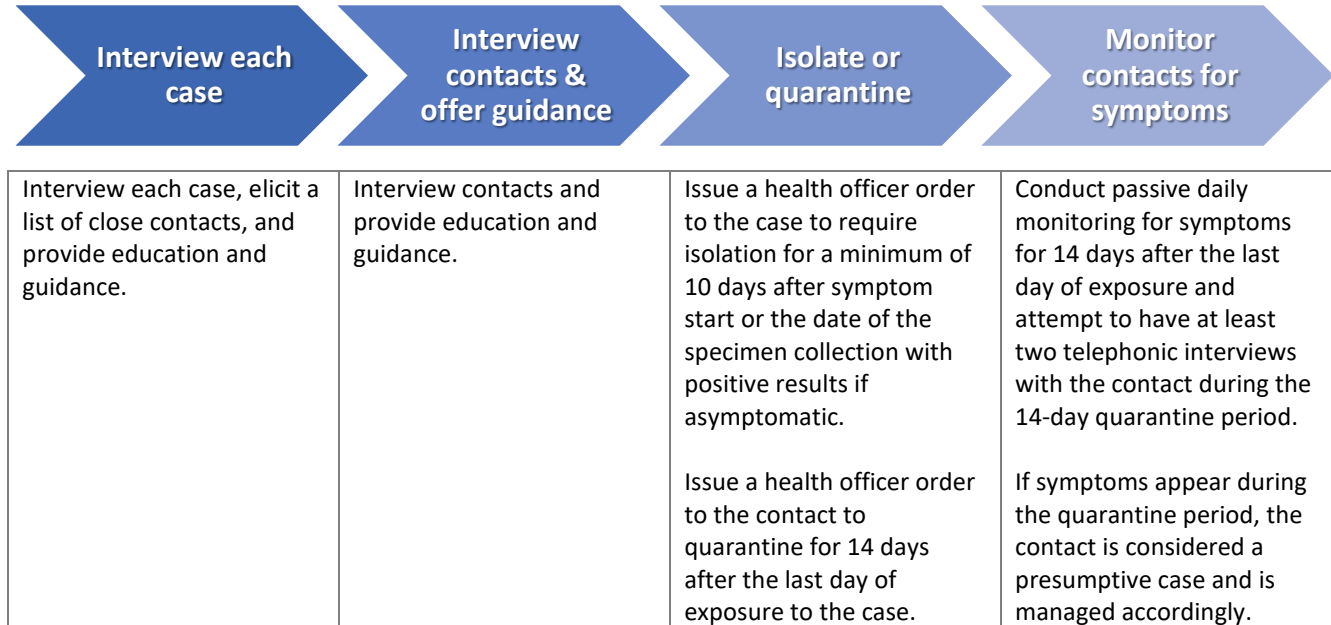 Interview each
case
Interview
contacts &
offer guidance
Isolate or
quarantine
Monitor
contacts for
symptoms
Interview each case, elicit a
list of close contacts, and
provide education and
guidance.
Interview contacts and
provide education and
guidance.
Issue a health officer order
to the case to require
isolation for a minimum of
10 days after symptom
start or the date of the
specimen collection with
positive results if
asymptomatic.
Issue a health officer order
to the contact to
quarantine for 14 days
after the last day of
exposure to the case.
Conduct passive daily
monitoring for symptoms
for 14 days after the last
day of exposure and
attempt to have at least
two telephonic interviews
with the contact during the
14-day quarantine period.
If symptoms appear during
the quarantine period, the
contact is considered a
presumptive case and is
managed accordingly.